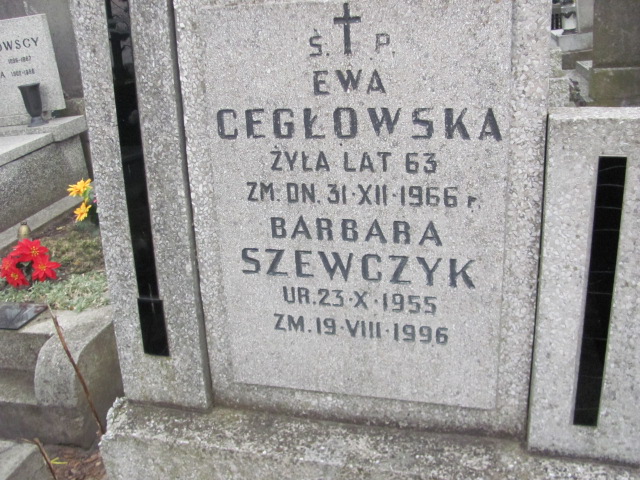 Ś. P.
EWA
CEGŁOWSKA
ŻYŁA LAT 63
ZM. DN. 31·XII·1966 r.
BARBARA
SZEWCZYK
UR. 23·X·1955
ZM. 19·VIII·1996
OWSCY